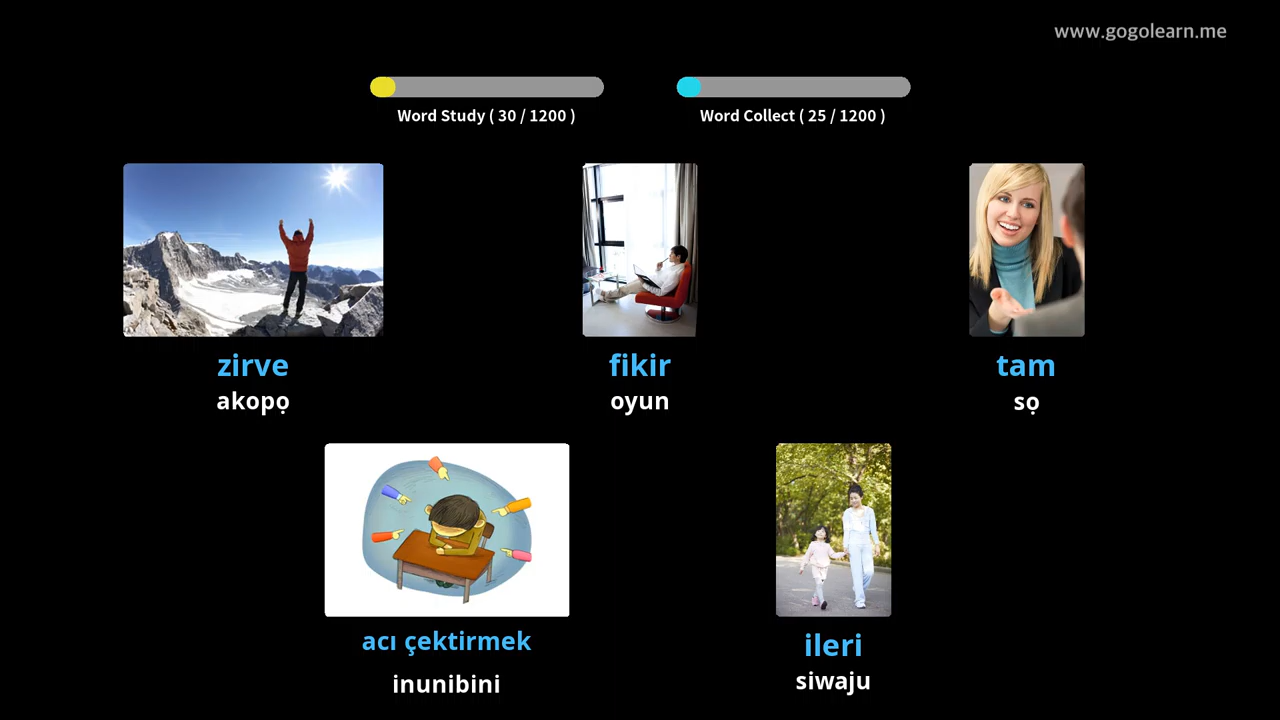 www.gogolearn.me
Word Study ( 30 / 1200 )
Word Collect ( 25 / 1200 )
zirve
akopọ
fikir
oyun
tam
sọ
acı çektirmek
inunibini
ileri
siwaju